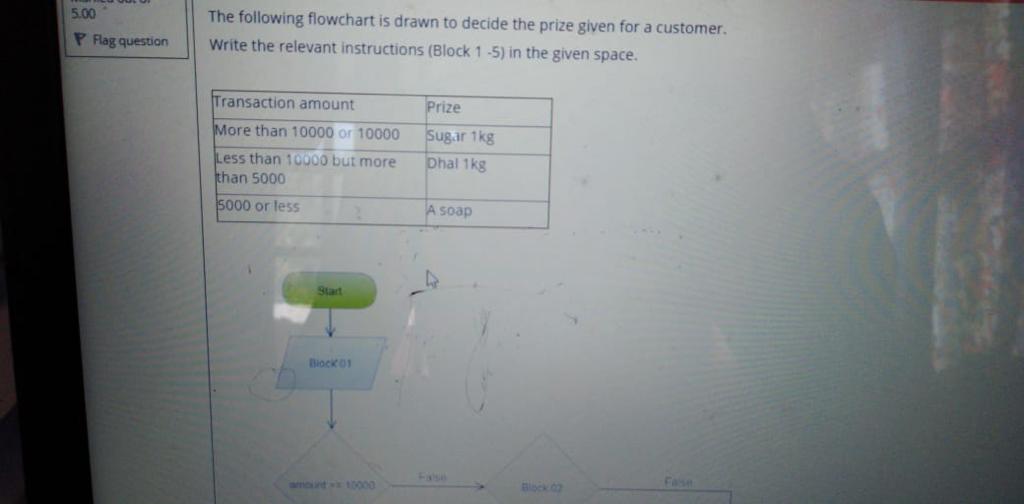 5.00
Flag question
The following flowchart is drawn to decide the prize given for a customer.
Write the relevant instructions (Block 1 -5) in the given space.
Transaction amount Prize
More than 10000 or 10000 Sugar 1kg
Less than 10000 but more Dhal 1kg
than 5000
5000 or less A soap
Start
Block 01
amount >= 10000 False Block 02 False